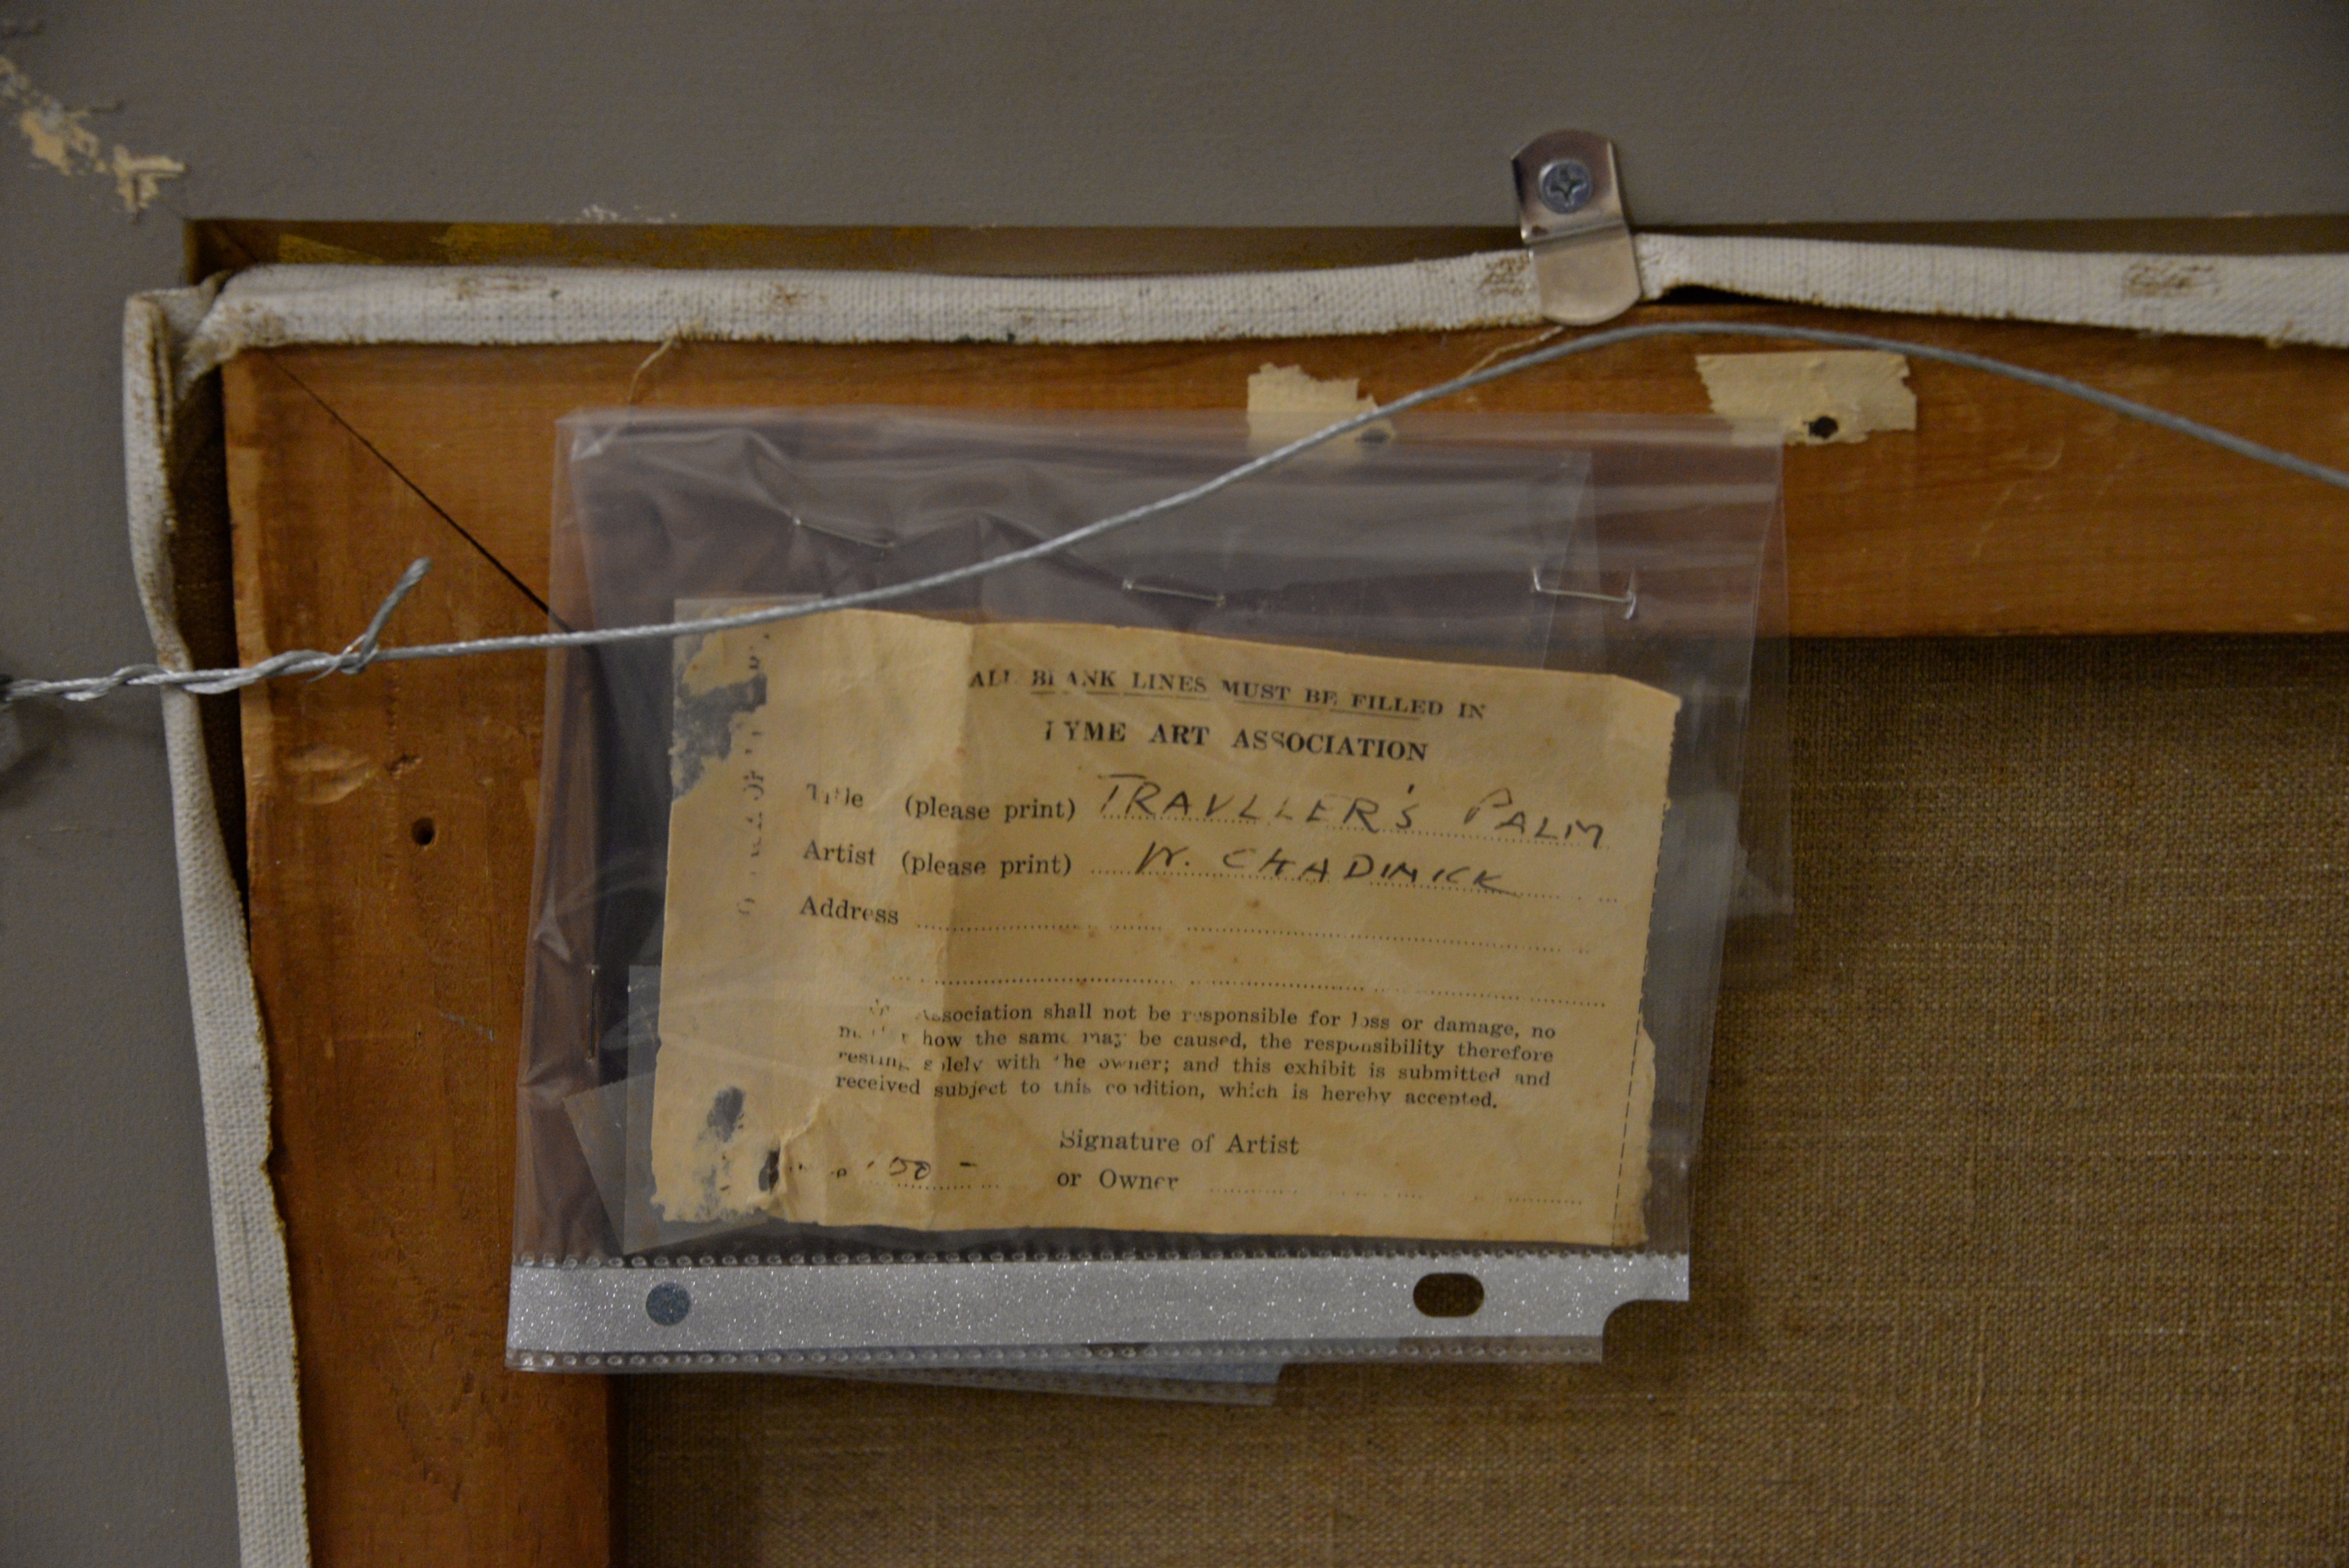 ALL BLANK LINES MUST BE FILLED IN
LYME ART ASSOCIATION
Title (please print) TRAVLLER'S PALM
Artist (please print) W. CHADWICK
Address
Association shall not be responsible for loss or damage, no
how the same may be caused, the responsibility therefore
resting solely with the owner; and this exhibit is submitted and
received subject to this condition, which is hereby accepted.
Signature of Artist
or Owner